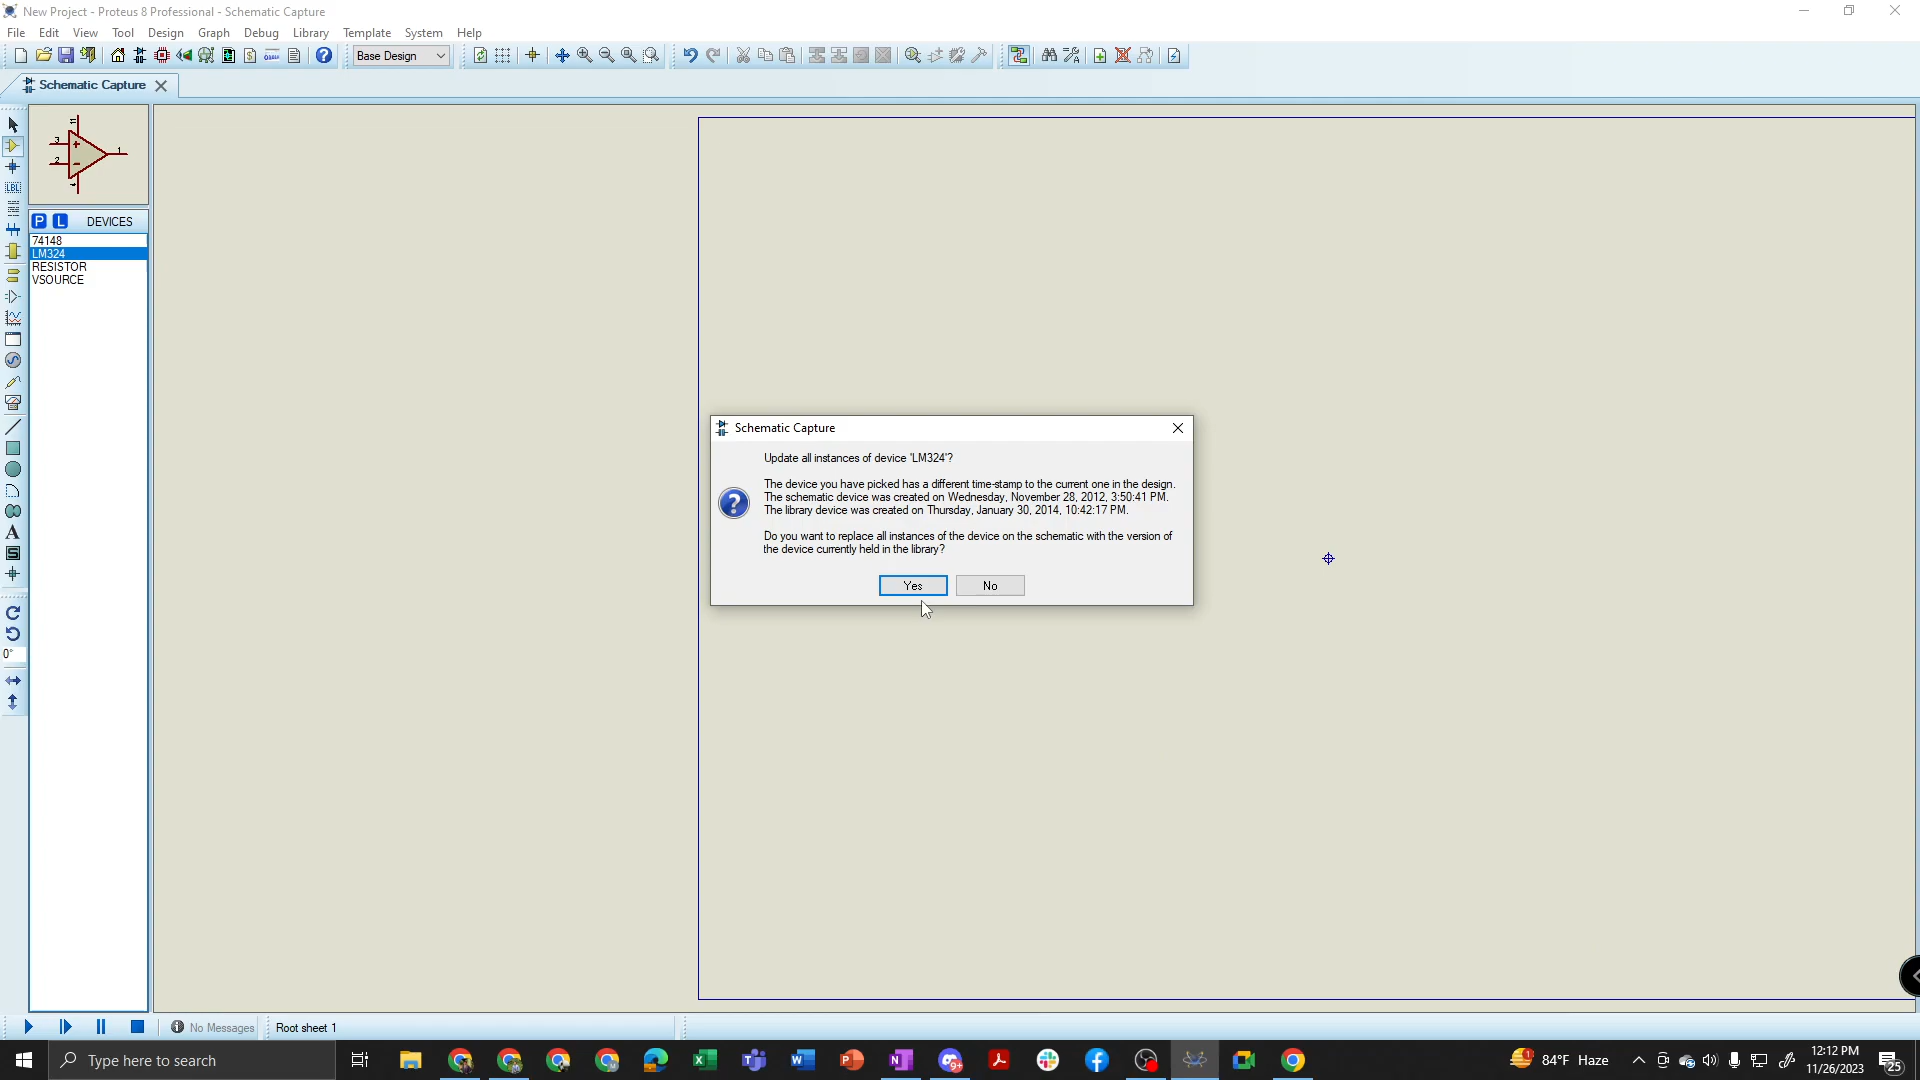 New Project - Proteus 8 Professional - Schematic Capture
File Edit View Tool Design Graph Debug Library Template System Help
Base Design
Schematic Capture
3
2
1
P L DEVICES
74148
LM324
RESISTOR
VSOURCE
LBL
A
S
0°
Schematic Capture
Update all instances of device 'LM324'?
The device you have picked has a different time-stamp to the current one in the design.
The schematic device was created on Wednesday, November 28, 2012, 3:50:41 PM.
The library device was created on Thursday, January 30, 2014, 10:42:17 PM.
Do you want to replace all instances of the device on the schematic with the version of
the device currently held in the library?
Yes No
No Messages Root sheet 1
Type here to search
84°F Haze
12:12 PM
11/26/2023
25